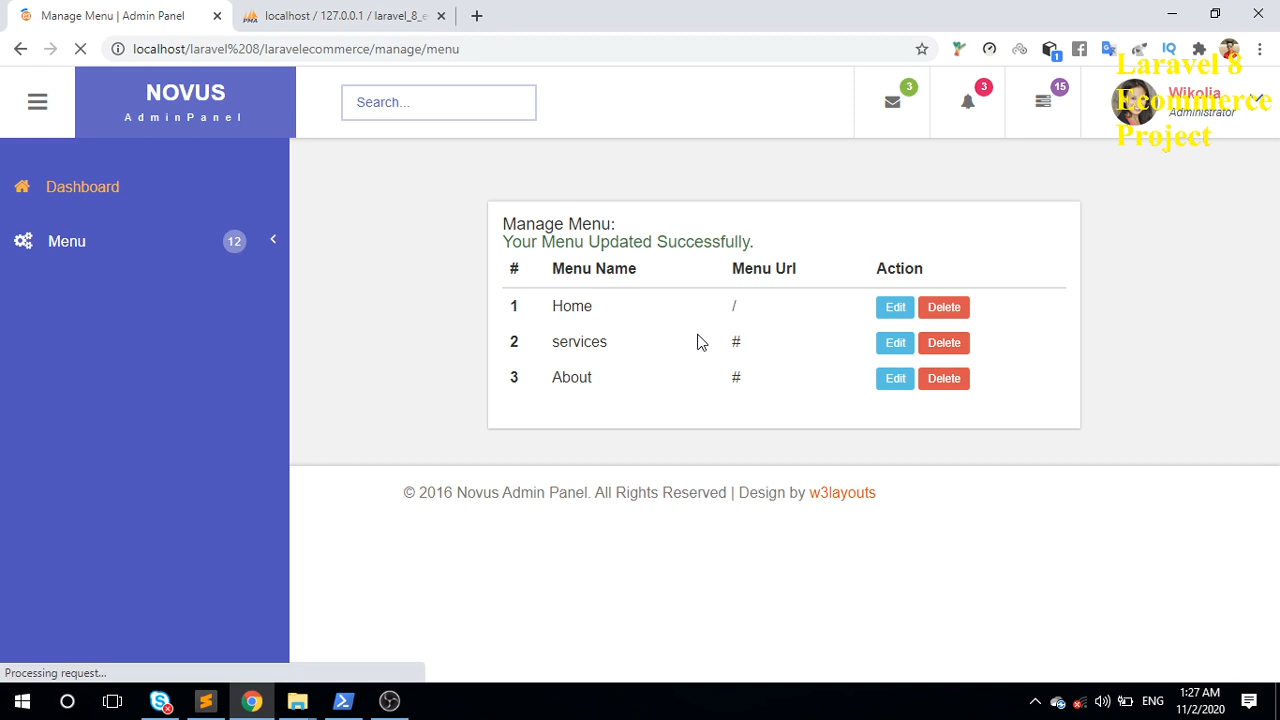 Manage Menu | Admin Panel
localhost / 127.0.0.1 / laravel_8_e
localhost/laravel%208/laravelecommerce/manage/menu
1
IQ
NOVUS
AdminPanel
Search...
3
3
15
Wikolia
Administrator
Laravel 8
Ecommerce
Project
Dashboard
Menu
12
Manage Menu:
Your Menu Updated Successfully.
# Menu Name Menu Url Action
1 Home / Edit Delete
2 services # Edit Delete
3 About # Edit Delete
© 2016 Novus Admin Panel. All Rights Reserved | Design by w3layouts
Processing request...
ENG
1:27 AM
11/2/2020